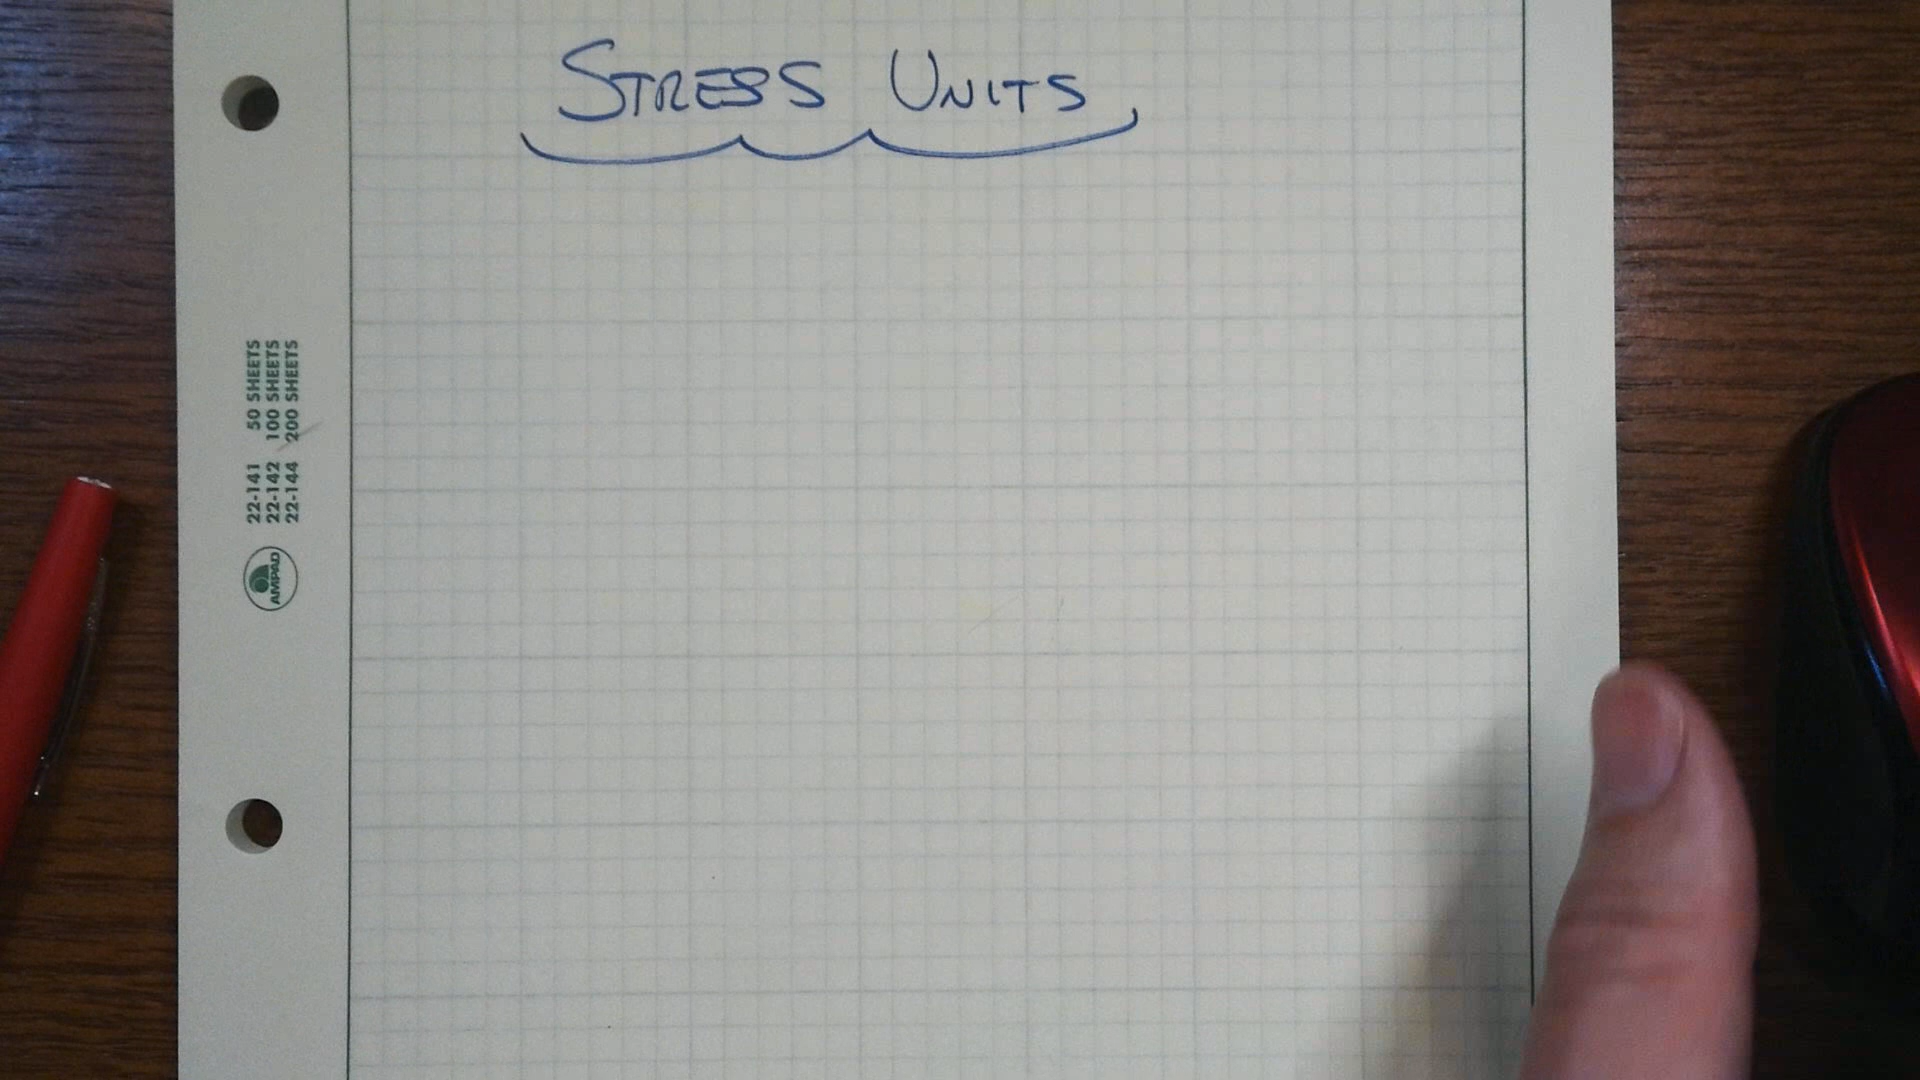 STRESS UNITS
22-141 50 SHEETS
22-142 100 SHEETS
22-144 200 SHEETS
AMPAD